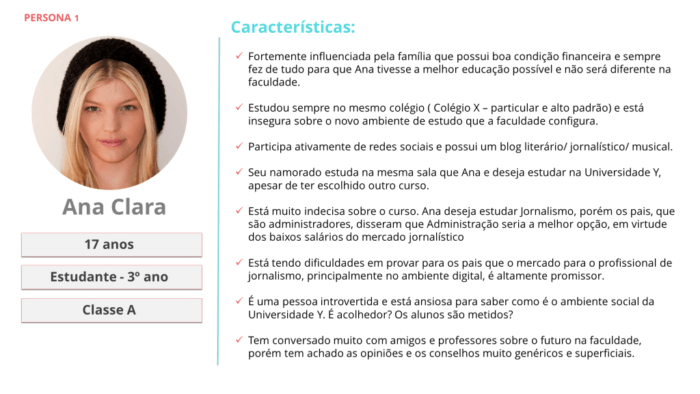 PERSONA 1
Características:
Fortemente influenciada pela família que possui boa condição financeira e sempre
fez de tudo para que Ana tivesse a melhor educação possível e não será diferente na
faculdade.
Estudou sempre no mesmo colégio ( Colégio X – particular e alto padrão) e está
insegura sobre o novo ambiente de estudo que a faculdade configura.
Participa ativamente de redes sociais e possui um blog literário/ jornalístico/ musical.
Seu namorado estuda na mesma sala que Ana e deseja estudar na Universidade Y,
apesar de ter escolhido outro curso.
Está muito indecisa sobre o curso. Ana deseja estudar Jornalismo, porém os pais, que
são administradores, disseram que Administração seria a melhor opção, em virtude
dos baixos salários do mercado jornalístico
Está tendo dificuldades em provar para os pais que o mercado para o profissional de
jornalismo, principalmente no ambiente digital, é altamente promissor.
É uma pessoa introvertida e está ansiosa para saber como é o ambiente social da
Universidade Y. É acolhedor? Os alunos são metidos?
Tem conversado muito com amigos e professores sobre o futuro na faculdade,
porém tem achado as opiniões e os conselhos muito genéricos e superficiais.
Ana Clara
17 anos
Estudante - 3º ano
Classe A